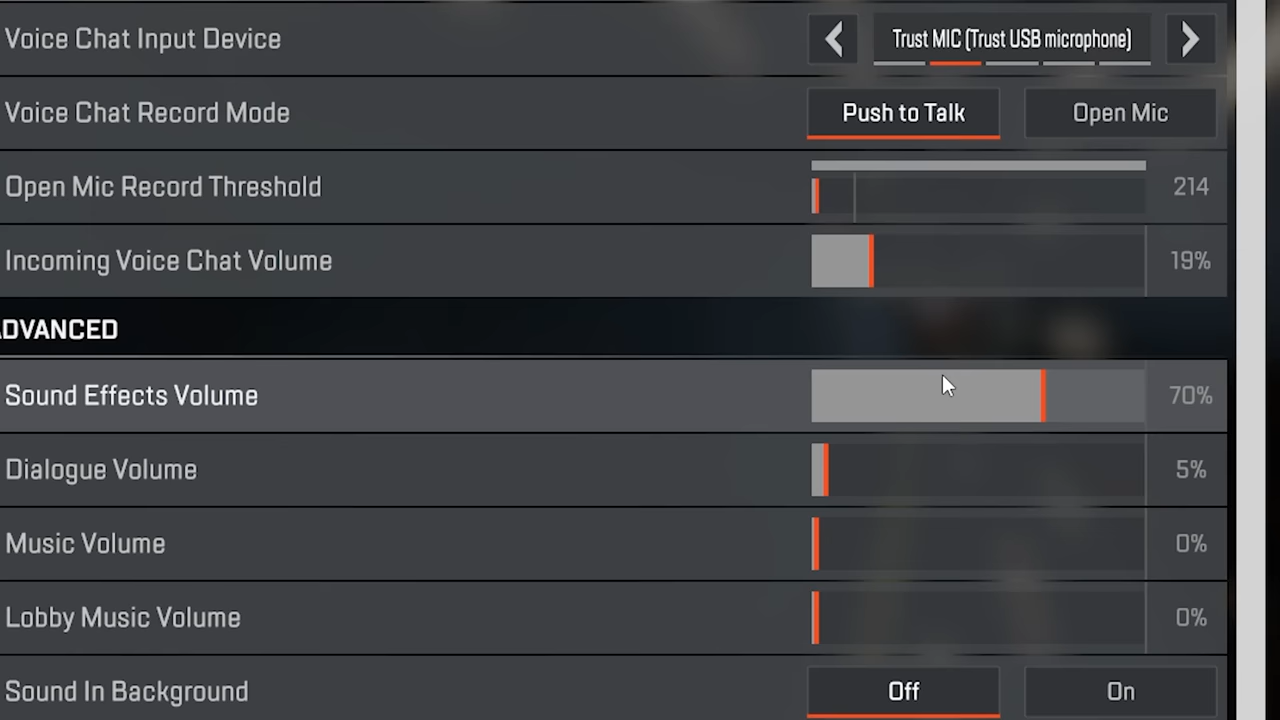 Voice Chat Input Device Trust MIC (Trust USB microphone)
Voice Chat Record Mode Push to Talk Open Mic
Open Mic Record Threshold 214
Incoming Voice Chat Volume 19%
ADVANCED
Sound Effects Volume 70%
Dialogue Volume 5%
Music Volume 0%
Lobby Music Volume 0%
Sound In Background Off On